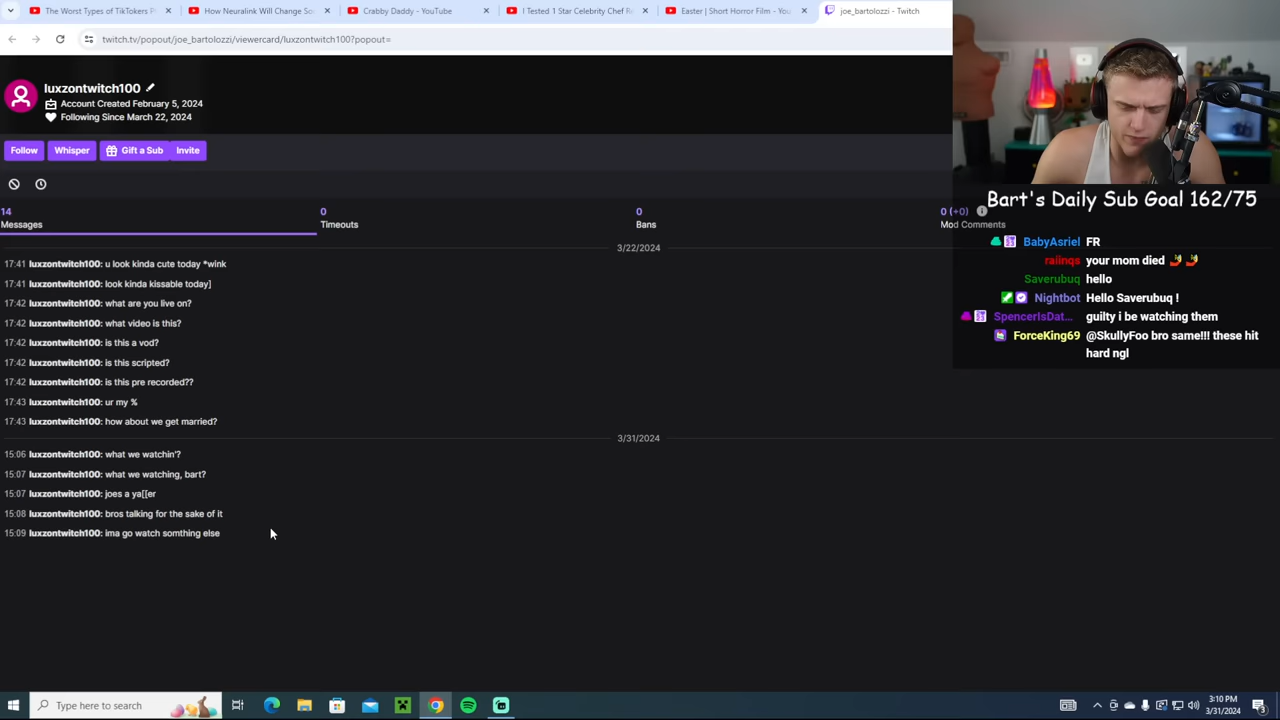 The Worst Types of TikTokers P
How Neuralink Will Change So
Crabby Daddy - YouTube
I Tested 1 Star Celebrity Chef R
Easter | Short Horror Film - You
joe_bartolozzi - Twitch
twitch.tv/popout/joe_bartolozzi/viewercard/luxzontwitch100?popout=
luxzontwitch100
Account Created February 5, 2024
Following Since March 22, 2024
Follow
Whisper
Gift a Sub
Invite
14
Messages
0
Timeouts
0
Bans
0 (+0)
Mod Comments
3/22/2024
17:41 luxzontwitch100: u look kinda cute today *wink
17:41 luxzontwitch100: look kinda kissable today]
17:42 luxzontwitch100: what are you live on?
17:42 luxzontwitch100: what video is this?
17:42 luxzontwitch100: is this a vod?
17:42 luxzontwitch100: is this scripted?
17:42 luxzontwitch100: is this pre recorded??
17:43 luxzontwitch100: ur my %
17:43 luxzontwitch100: how about we get married?
3/31/2024
15:06 luxzontwitch100: what we watchin'?
15:07 luxzontwitch100: what we watching, bart?
15:07 luxzontwitch100: joes a ya[[er
15:08 luxzontwitch100: bros talking for the sake of it
15:09 luxzontwitch100: ima go watch somthing else
Bart's Daily Sub Goal 162/75
BabyAsriel FR
raiinqs your mom died
Saverubuq hello
Nightbot Hello Saverubuq !
SpencerIsDat... guilty i be watching them
ForceKing69 @SkullyFoo bro same!!! these hit
hard ngl
Type here to search
3:10 PM
3/31/2024
3